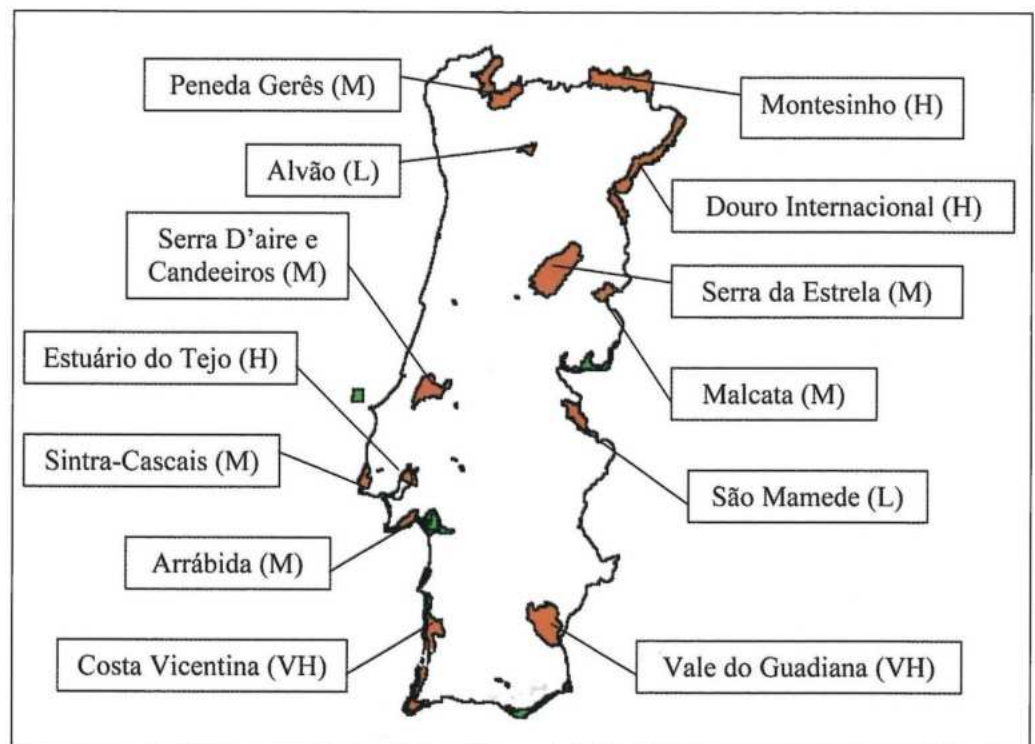 Peneda Gerês (M)
Montesinho (H)
Alvão (L)
Douro Internacional (H)
Serra D'aire e
Candeeiros (M)
Serra da Estrela (M)
Estuário do Tejo (H)
Malcata (M)
Sintra-Cascais (M)
São Mamede (L)
Arrábida (M)
Costa Vicentina (VH)
Vale do Guadiana (VH)